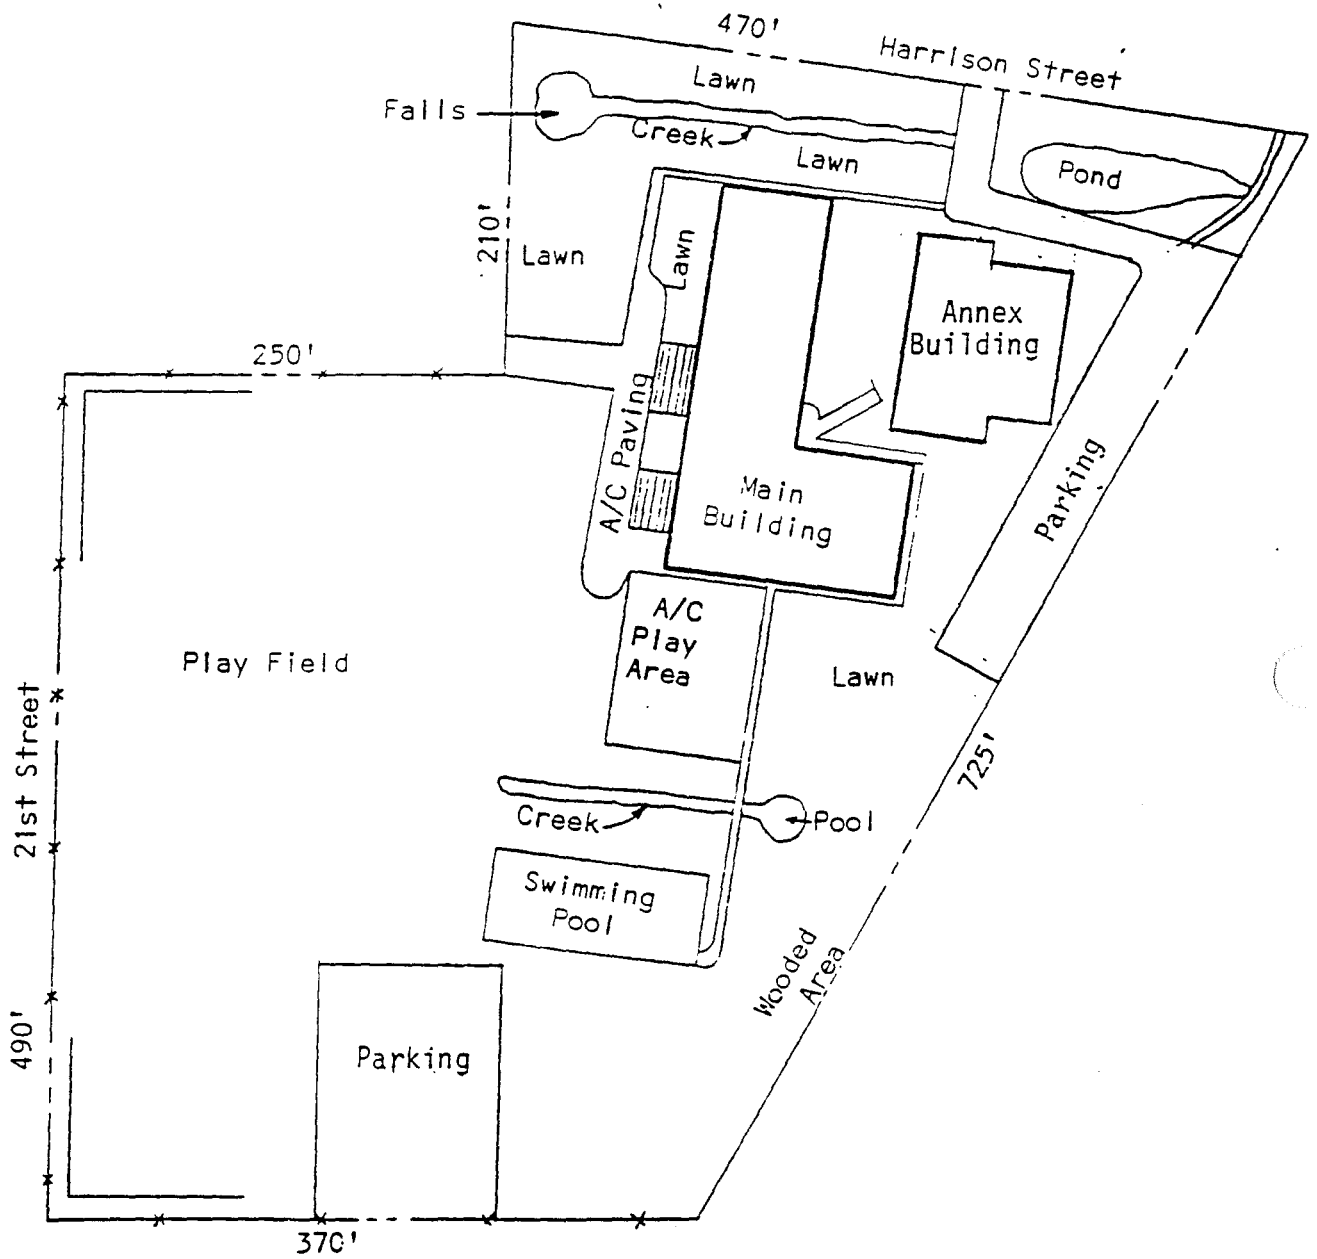 470'
Harrison Street
Lawn
Falls
Creek
Lawn
Pond
210'
Lawn
Lawn
Annex
Building
250'
A/C Paving
Parking
Main
Building
A/C
Play
Area
Play Field
Lawn
21st Street
725'
Creek
Pool
Swimming
Pool
Wooded
Area
490'
Parking
370'